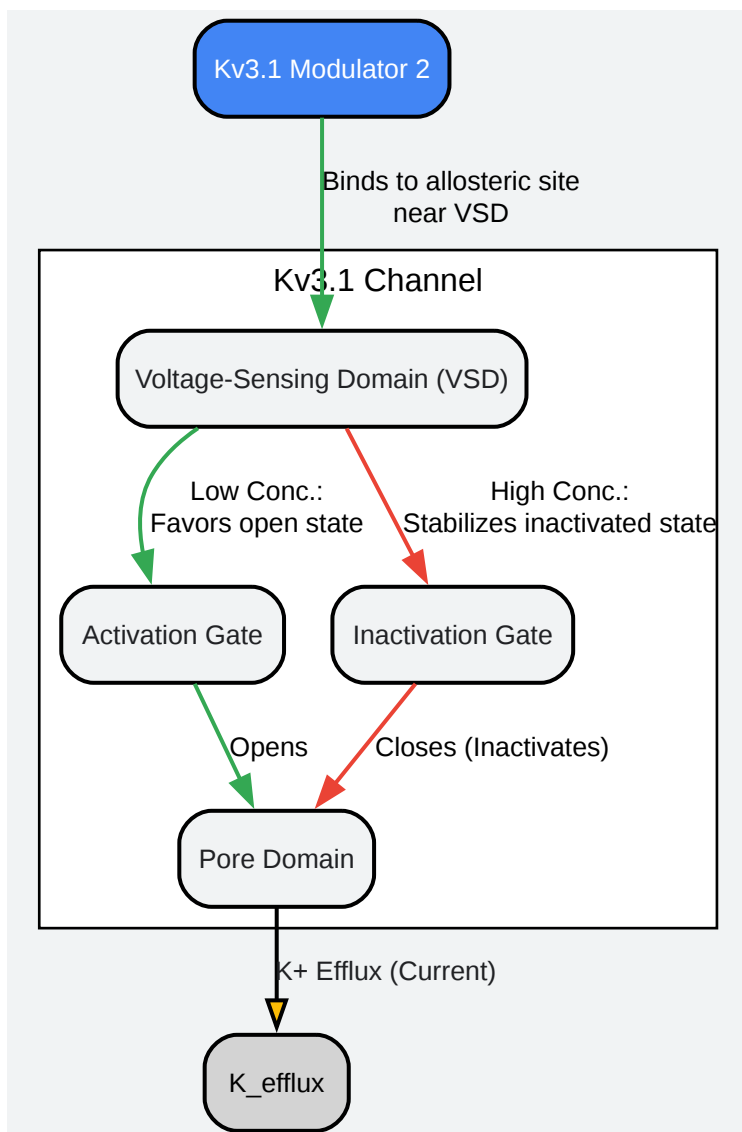 Kv3.1 Modulator 2
Binds to allosteric site
near VSD
Kv3.1 Channel
Voltage-Sensing Domain (VSD)
Low Conc.:
Favors open state
High Conc.:
Stabilizes inactivated state
Activation Gate
Inactivation Gate
Opens
Closes (Inactivates)
Pore Domain
K+ Efflux (Current)
K_efflux